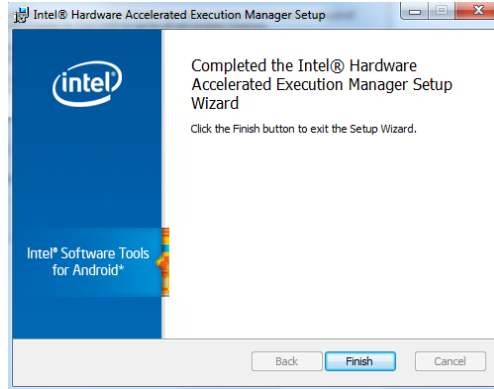 Intel® Hardware Accelerated Execution Manager Setup
intel®
Completed the Intel® Hardware
Accelerated Execution Manager Setup
Wizard
Click the Finish button to exit the Setup Wizard.
Intel® Software Tools
for Android*
Back
Finish
Cancel